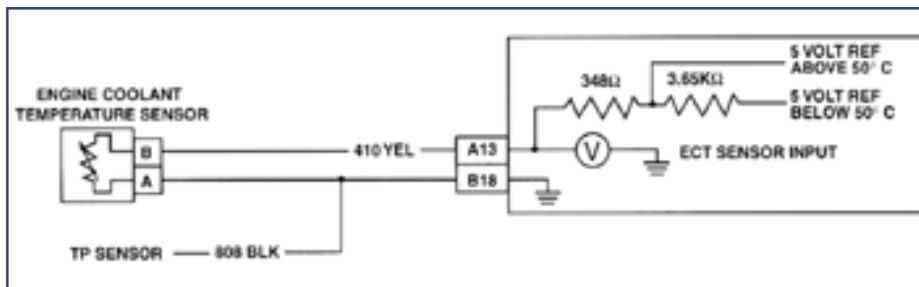 5 VOLT REF
ABOVE 50° C
348Ω
3.65KΩ
5 VOLT REF
BELOW 50° C
ENGINE COOLANT
TEMPERATURE SENSOR
B
410 YEL
A13
V
ECT SENSOR INPUT
A
B18
TP SENSOR
808 BLK